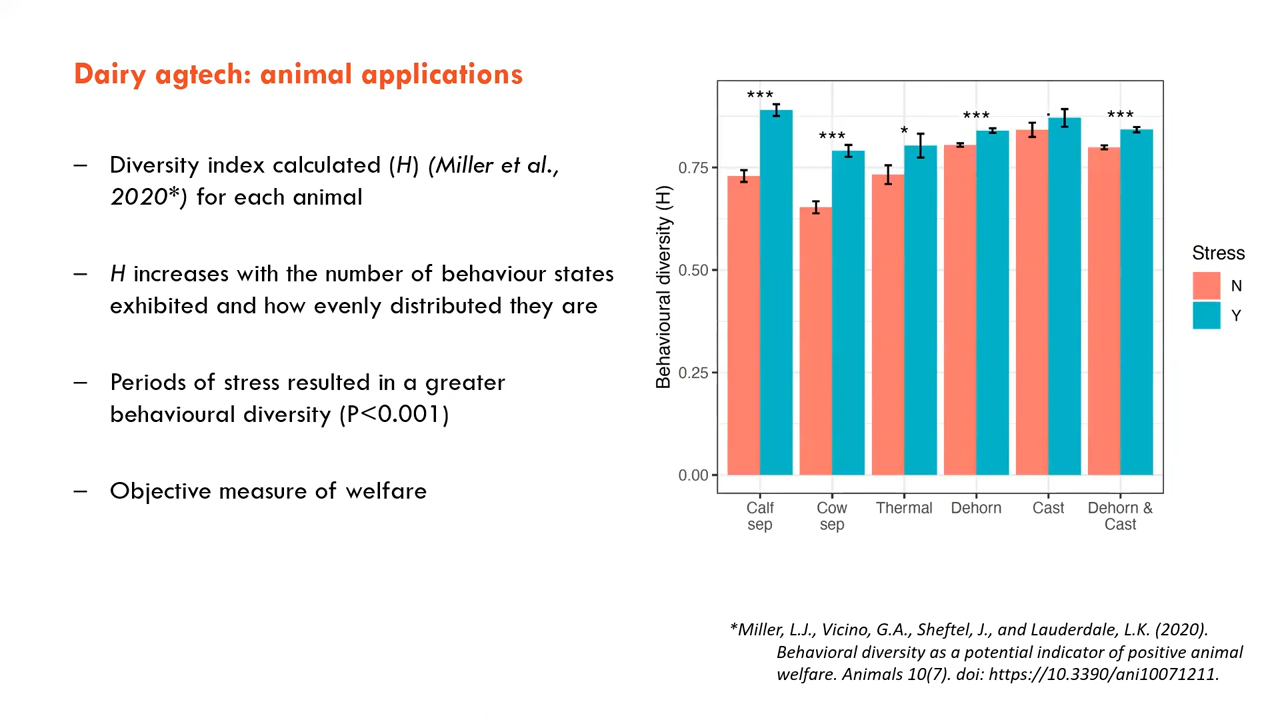 Dairy agtech: animal applications
– Diversity index calculated (H) (Miller et al.,
2020*) for each animal
– H increases with the number of behaviour states
exhibited and how evenly distributed they are
– Periods of stress resulted in a greater
behavioural diversity (P<0.001)
– Objective measure of welfare
Behavioural diversity (H)
0.75
0.50
0.25
0.00
***
***
*
***
.
***
Calf
sep
Cow
sep
Thermal
Dehorn
Cast
Dehorn &
Cast
Stress
N
Y
*Miller, L.J., Vicino, G.A., Sheftel, J., and Lauderdale, L.K. (2020).
Behavioral diversity as a potential indicator of positive animal
welfare. Animals 10(7). doi: https://10.3390/ani10071211.